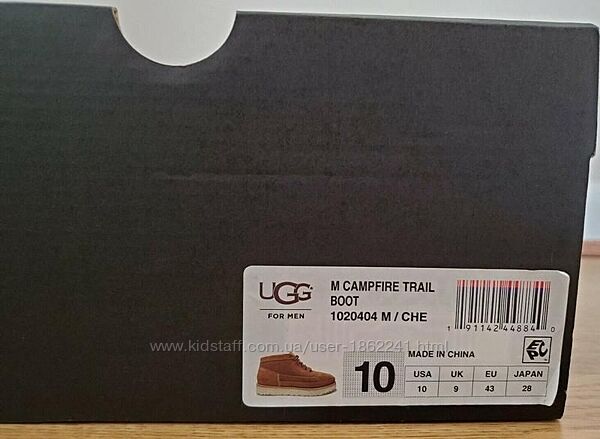 UGG
FOR MEN
M CAMPFIRE TRAIL
BOOT
1020404 M / CHE
1 91142 44884 0
www.kidstaff.com.ua/user-1862241.html
MADE IN CHINA
EAC
10
USA UK EU JAPAN
10 9 43 28